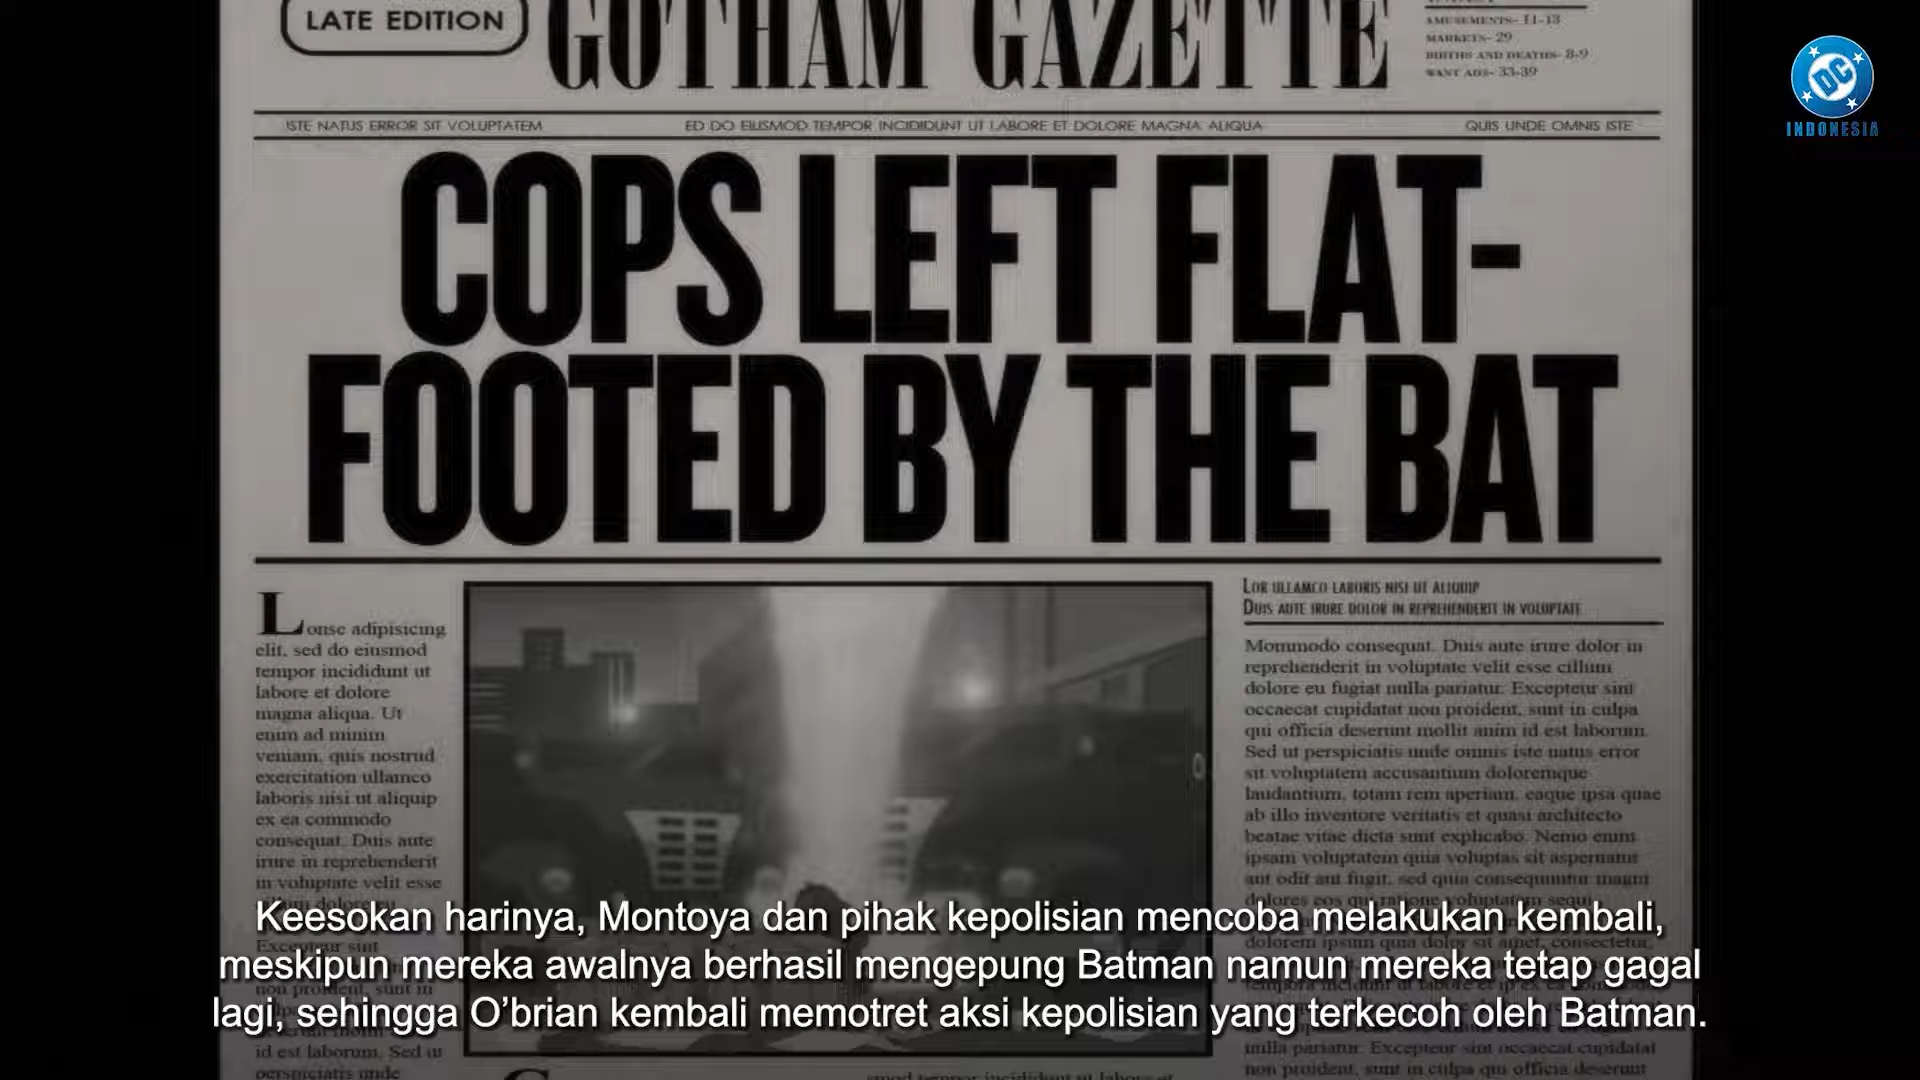 LATE EDITION
GOTHAM GAZETTE
AMUSEMENTS- 11-13
MARKETS- 29
BIRTHS AND DEATHS- 8-9
WANT ADS- 33-39
DC
INDONESIA
ISTE NATUS ERROR SIT VOLUPTATEM
ED DO EIUSMOD TEMPOR INCIDIDUNT UT LABORE ET DOLORE MAGNA ALIQUA
QUIS UNDE OMNIS ISTE
COPS LEFT FLAT-
FOOTED BY THE BAT
Lonse adipisicing
elit, sed do eiusmod
tempor incididunt ut
labore et dolore
magna aliqua. Ut
enim ad minim
veniam, quis nostrud
exercitation ullamco
laboris nisi ut aliquip
ex ea commodo
consequat. Duis aute
irure in reprehenderit
in voluptate velit esse
id est laborum. Sed ut
perspiciatis unde
LOR ULLAMCO LABORIS NISI UT ALIQUIP
DUIS AUTE IRURE DOLOR IN REPREHENDERIT IN VOLUPTATE
Mommodo consequat. Duis aute irure dolor in
reprehenderit in voluptate velit esse cillum
dolore eu fugiat nulla pariatur. Excepteur sint
occaecat cupidatat non proident, sunt in culpa
qui officia deserunt mollit anim id est laborum.
Sed ut perspiciatis unde omnis iste natus error
sit voluptatem accusantium doloremque
laudantium, totam rem aperiam, eaque ipsa quae
ab illo inventore veritatis et quasi architecto
beatae vitae dicta sunt explicabo. Nemo enim
ipsam voluptatem quia voluptas sit aspernatur
aut odit aut fugit, sed quia consequuntur magni
nulla pariatur. Excepteur sint occaecat cupidatat
non proident, sunt in culpa qui officia deserunt
Keesokan harinya, Montoya dan pihak kepolisian mencoba melakukan kembali,
meskipun mereka awalnya berhasil mengepung Batman namun mereka tetap gagal
lagi, sehingga O’brian kembali memotret aksi kepolisian yang terkecoh oleh Batman.